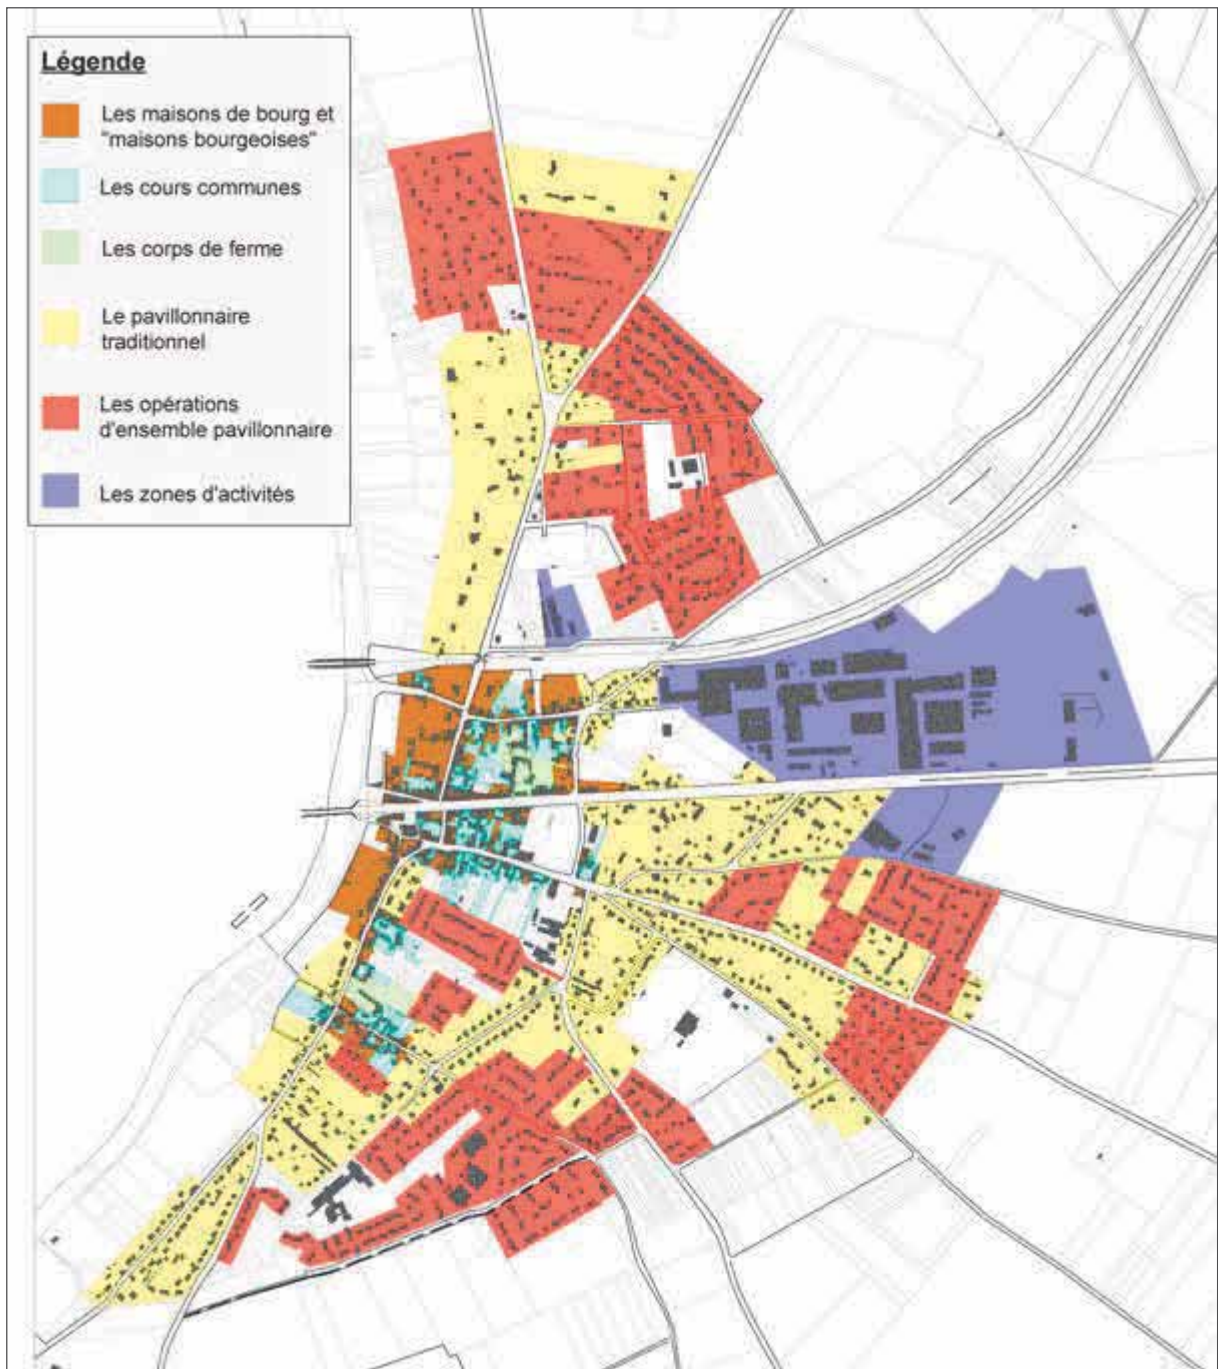 Légende
Les maisons de bourg et
"maisons bourgeoises"
Les cours communes
Les corps de ferme
Le pavillonnaire
traditionnel
Les opérations
d'ensemble pavillonnaire
Les zones d'activités